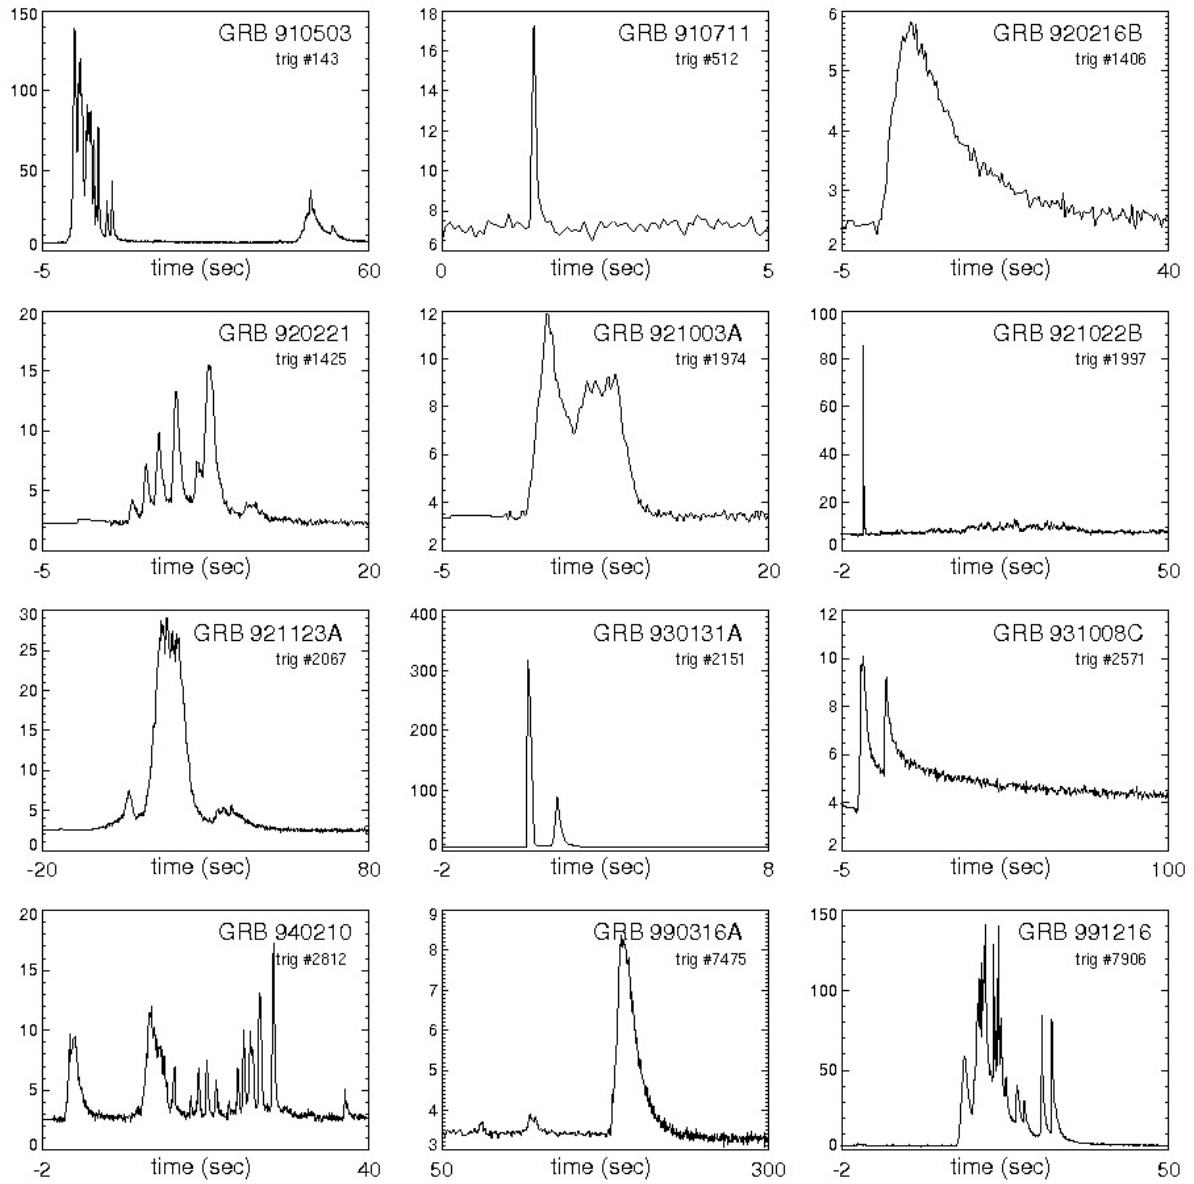 150
GRB 910503
trig #143
100
50
0
-5
time (sec)
60
18
GRB 910711
trig #512
16
14
12
10
8
6
0
time (sec)
5
6
GRB 920216B
trig #1406
5
4
3
2
-5
time (sec)
40
20
GRB 920221
trig #1425
15
10
5
0
-5
time (sec)
20
12
GRB 921003A
trig #1974
10
8
6
4
2
-5
time (sec)
20
100
GRB 921022B
trig #1997
80
60
40
20
0
-2
time (sec)
50
30
GRB 921123A
trig #2067
25
20
15
10
5
0
-20
time (sec)
80
400
GRB 930131A
trig #2151
300
200
100
0
-2
time (sec)
8
12
GRB 931008C
trig #2571
10
8
6
4
2
-5
time (sec)
100
20
GRB 940210
trig #2812
15
10
5
0
-2
time (sec)
40
9
GRB 990316A
trig #7475
8
7
6
5
4
3
50
time (sec)
300
150
GRB 991216
trig #7906
100
50
0
-2
time (sec)
50